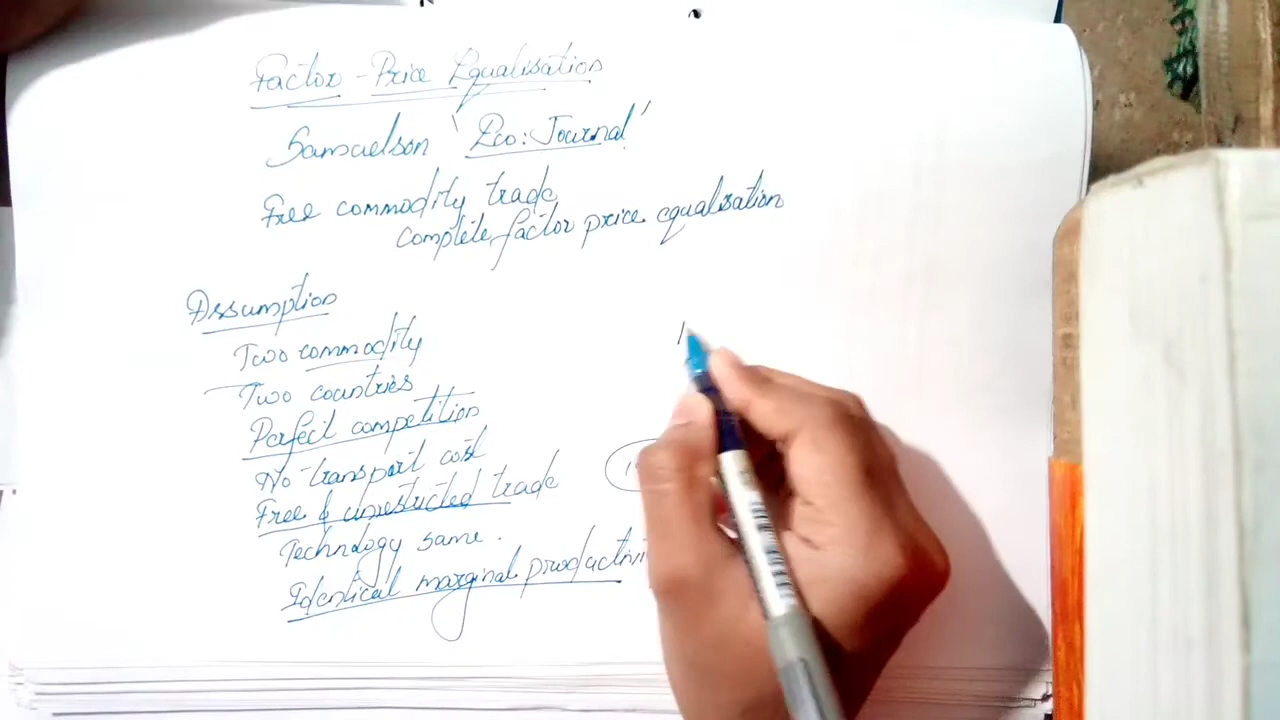 Factor - Price Equalisation
Samuelson 'Eco: Journal'
Free commodity trade
complete factor price equalisation
Assumption
Two commodity
Two countries
Perfect competition
No transport cost
Free & unrestricted trade
Technology same.
Identical marginal